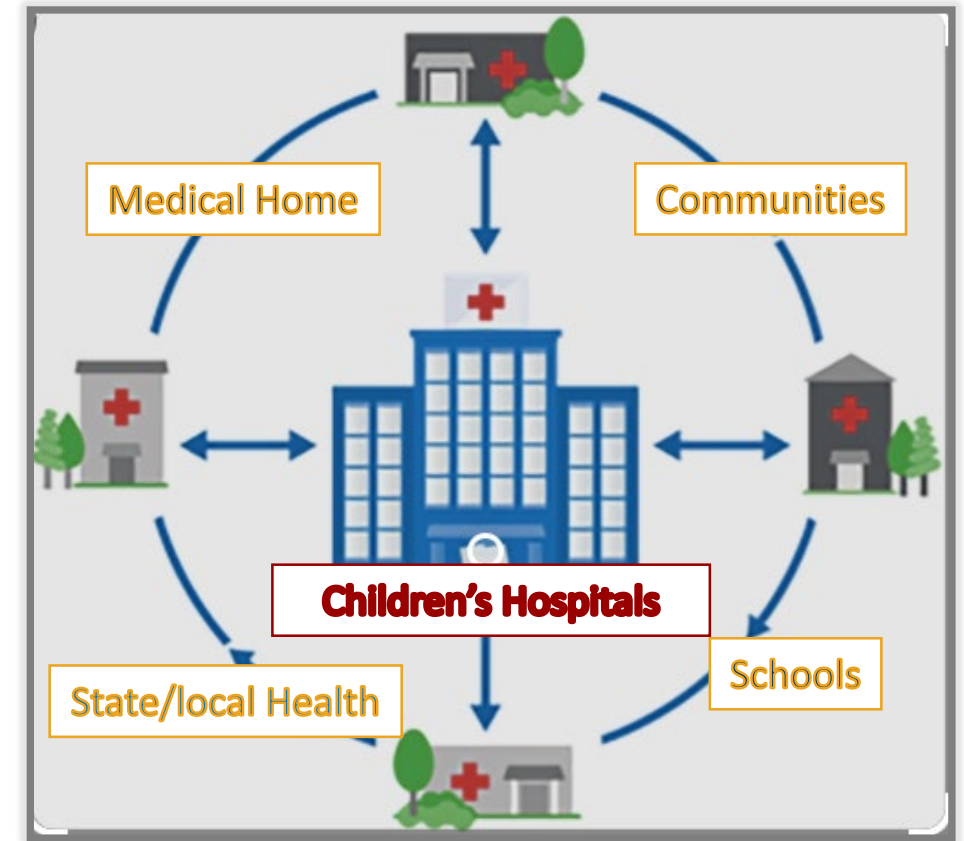 Medical Home
Communities
Children's Hospitals
State/local Health
Schools